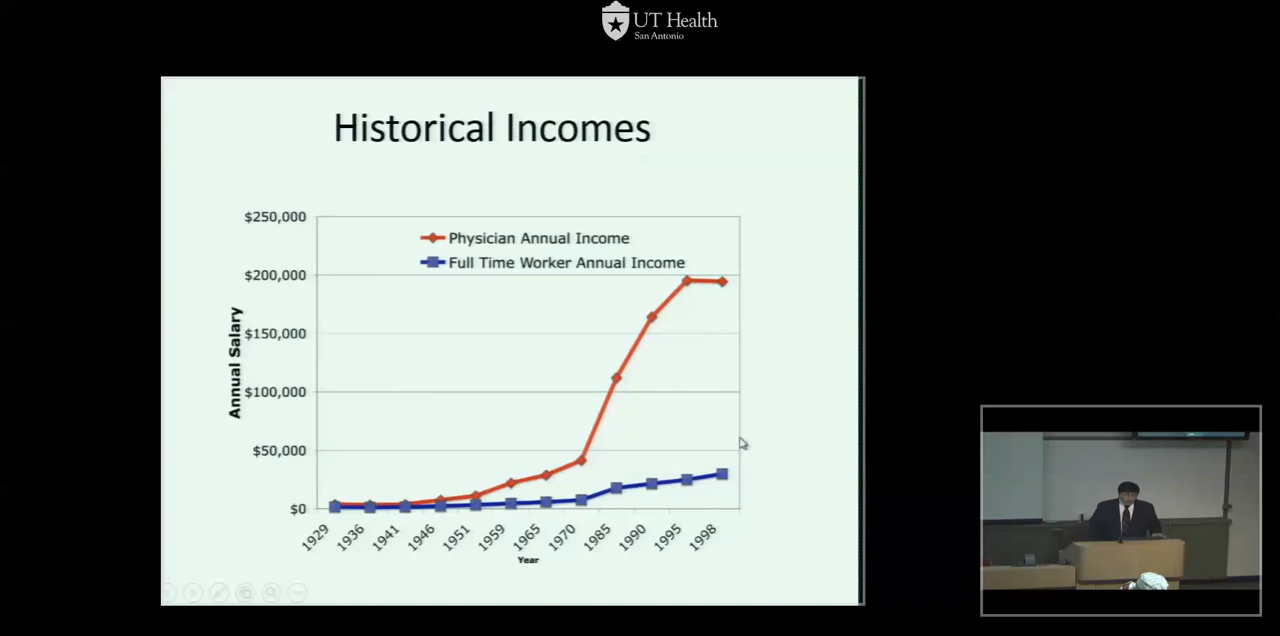 UT Health
San Antonio
Historical Incomes
$250,000
$200,000
$150,000
$100,000
$50,000
$0
Annual Salary
Physician Annual Income
Full Time Worker Annual Income
1929
1936
1941
1946
1951
1959
1965
1970
1985
1990
1995
1998
Year